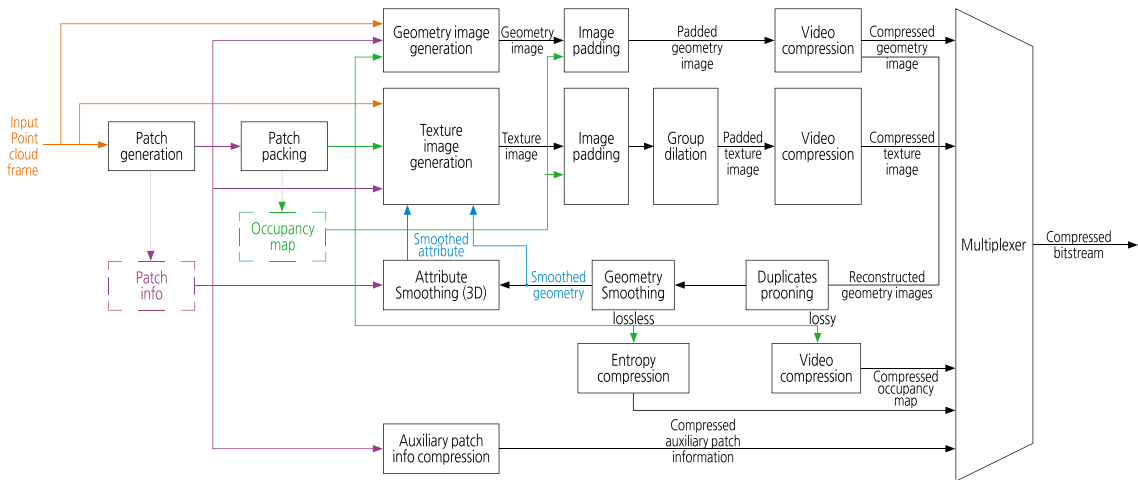 Geometry image
generation
Geometry
image
Image
padding
Padded
geometry
image
Video
compression
Compressed
geometry
image
Input
Point
cloud
frame
Patch
generation
Patch
packing
Texture
image
generation
Texture
image
Image
padding
Group
dilation
Padded
texture
image
Video
compression
Compressed
texture
image
Occupancy
map
Smoothed
attribute
Multiplexer
Compressed
bitstream
Patch
info
Attribute
Smoothing (3D)
Smoothed
geometry
Geometry
Smoothing
Duplicates
prooning
Reconstructed
geometry images
lossless
lossy
Entropy
compression
Video
compression
Compressed
occupancy
map
Auxiliary patch
info compression
Compressed
auxiliary patch
information